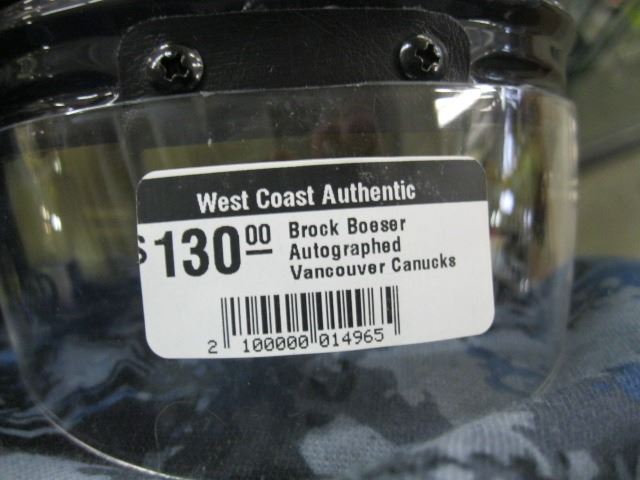 West Coast Authentic
$130.00 Brock Boeser
Autographed
Vancouver Canucks
2 100000 014965